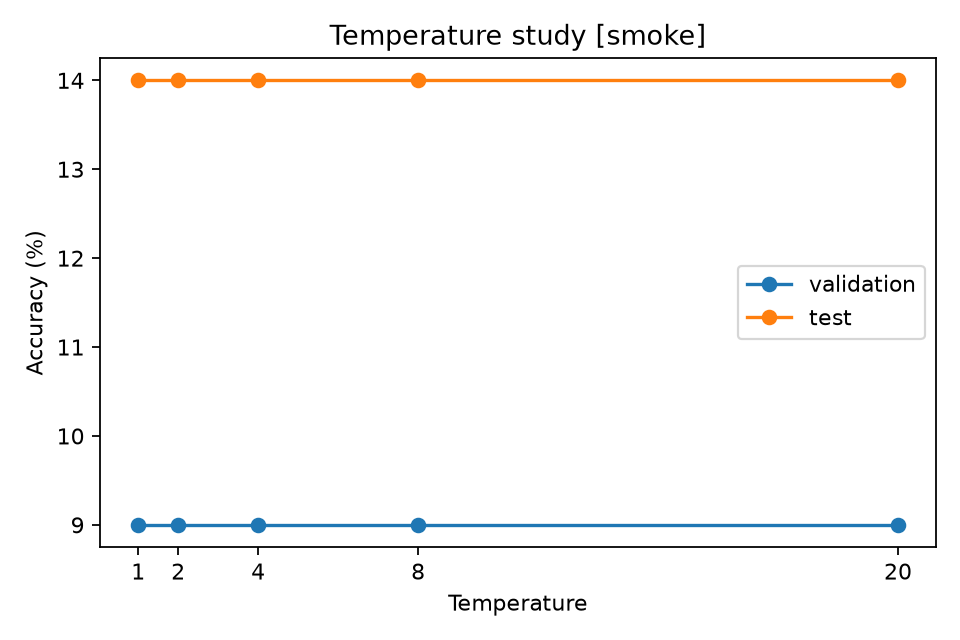 Temperature study [smoke]
14
13
12
11
10
9
Accuracy (%)
validation
test
1 2 4 8 20
Temperature